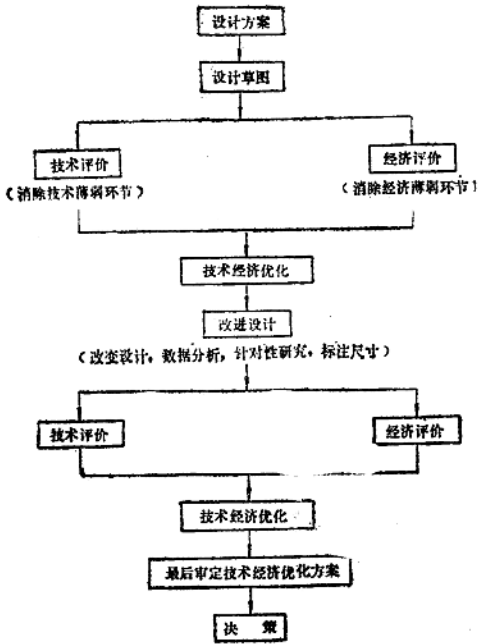 设计方案
设计草图
技术评价
经济评价
（消除技术薄弱环节）
（消除经济薄弱环节）
技术经济优化
改进设计
（改变设计，数据分析，针对性研究，标注尺寸）
技术评价
经济评价
技术经济优化
最后审定技术经济优化方案
决 策